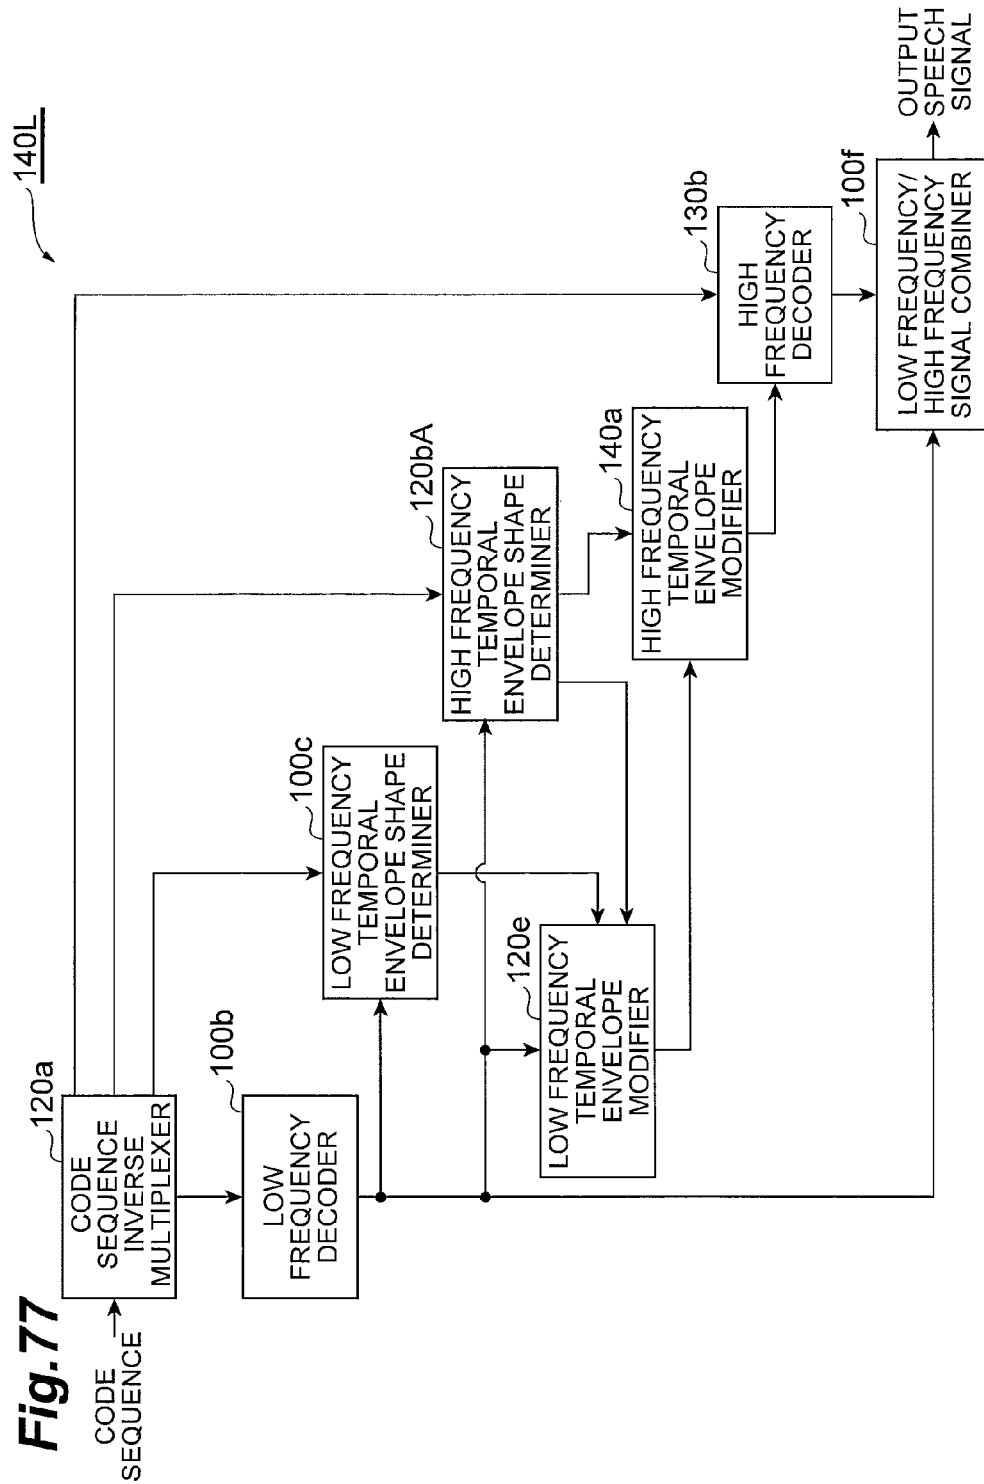 Fig.77
140L
CODE
SEQUENCE
120a
CODE
SEQUENCE
INVERSE
MULTIPLEXER
100b
LOW
FREQUENCY
DECODER
100c
LOW FREQUENCY
TEMPORAL
ENVELOPE SHAPE
DETERMINER
120bA
HIGH FREQUENCY
TEMPORAL
ENVELOPE SHAPE
DETERMINER
120e
LOW FREQUENCY
TEMPORAL
ENVELOPE
MODIFIER
140a
HIGH FREQUENCY
TEMPORAL
ENVELOPE
MODIFIER
130b
HIGH
FREQUENCY
DECODER
100f
LOW FREQUENCY/
HIGH FREQUENCY
SIGNAL COMBINER
OUTPUT
SPEECH
SIGNAL